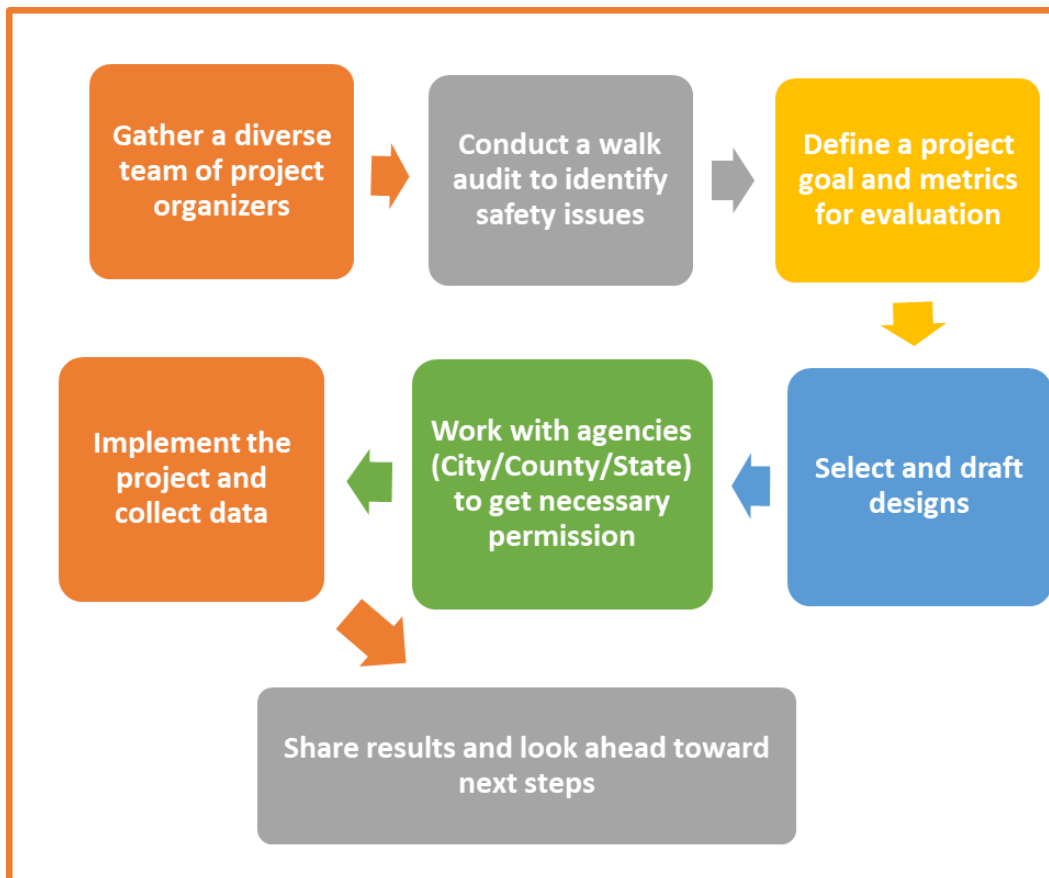 Gather a diverse
team of project
organizers
Conduct a walk
audit to identify
safety issues
Define a project
goal and metrics
for evaluation
Select and draft
designs
Work with agencies
(City/County/State)
to get necessary
permission
Implement the
project and
collect data
Share results and look ahead toward
next steps